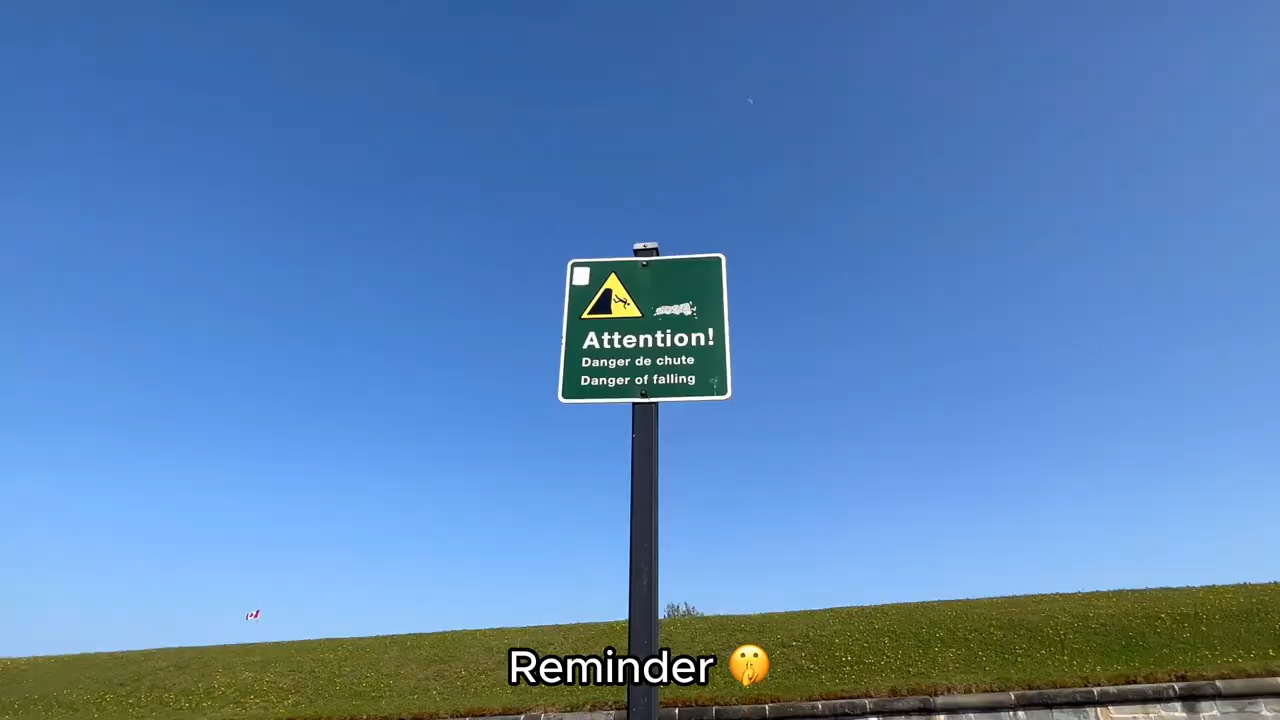 Attention!
Danger de chute
Danger of falling
Reminder 🤫